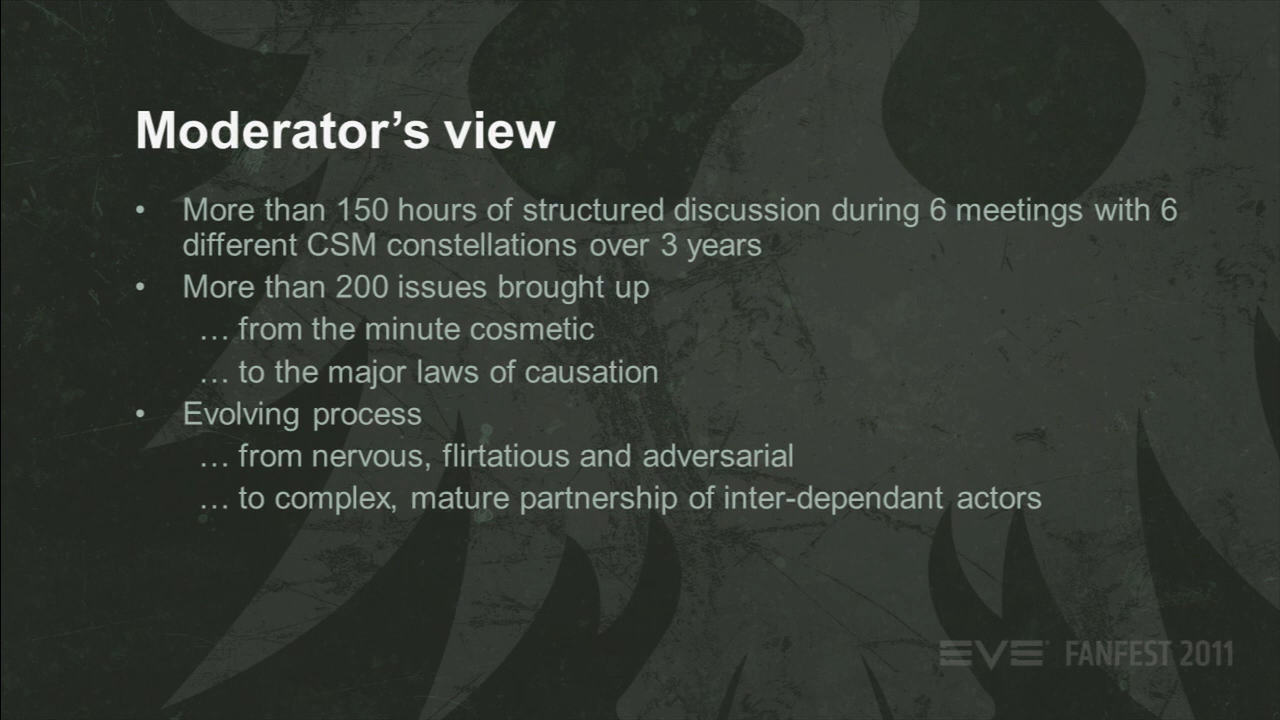 Moderator’s view
• More than 150 hours of structured discussion during 6 meetings with 6
different CSM constellations over 3 years
• More than 200 issues brought up
… from the minute cosmetic
… to the major laws of causation
• Evolving process
… from nervous, flirtatious and adversarial
… to complex, mature partnership of inter-dependant actors
EVE FANFEST 2011